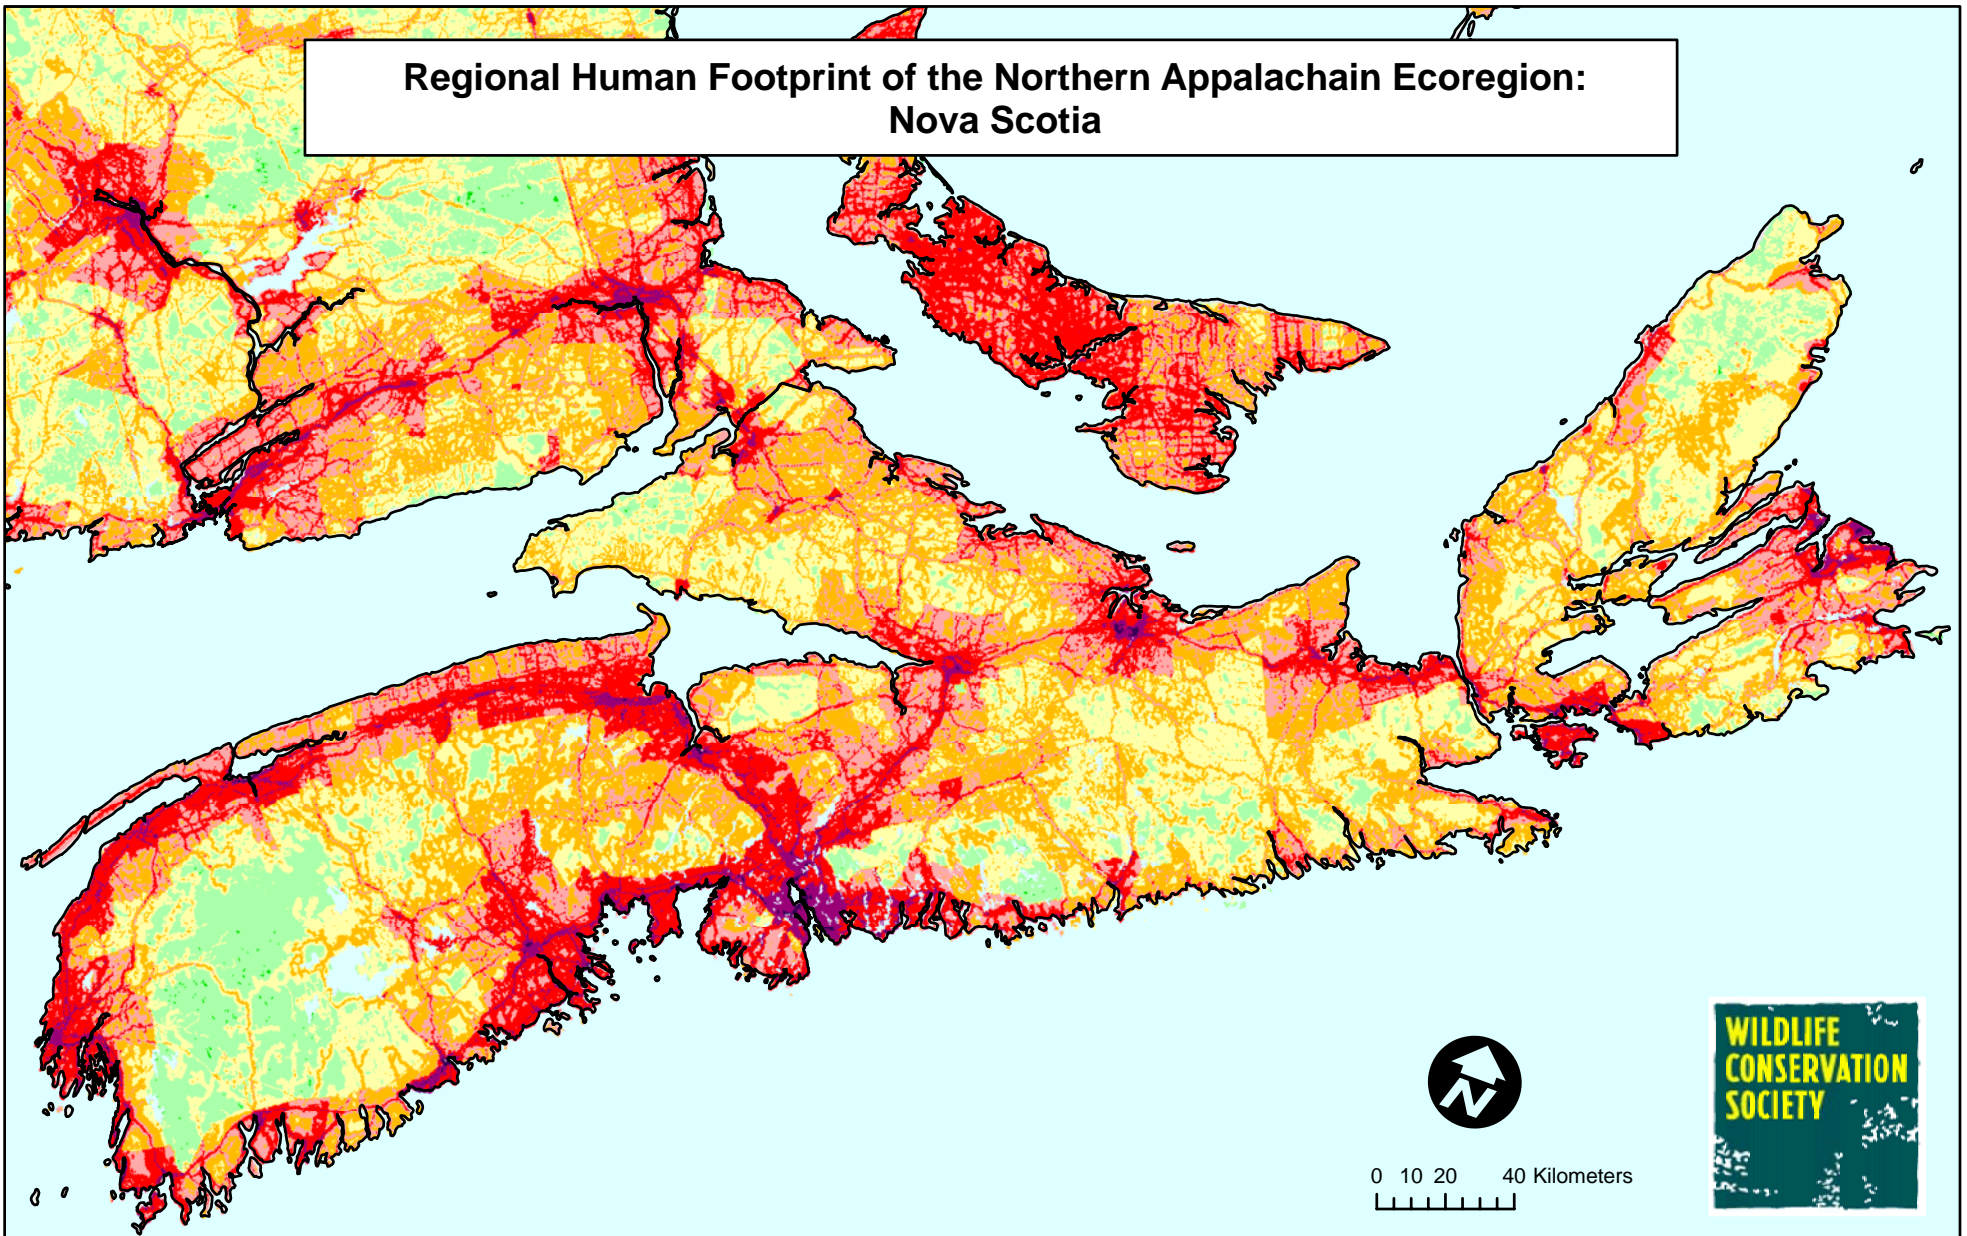 Regional Human Footprint of the Northern Appalachain Ecoregion:
Nova Scotia
N
0 10 20 40 Kilometers
WILDLIFE
CONSERVATION
SOCIETY